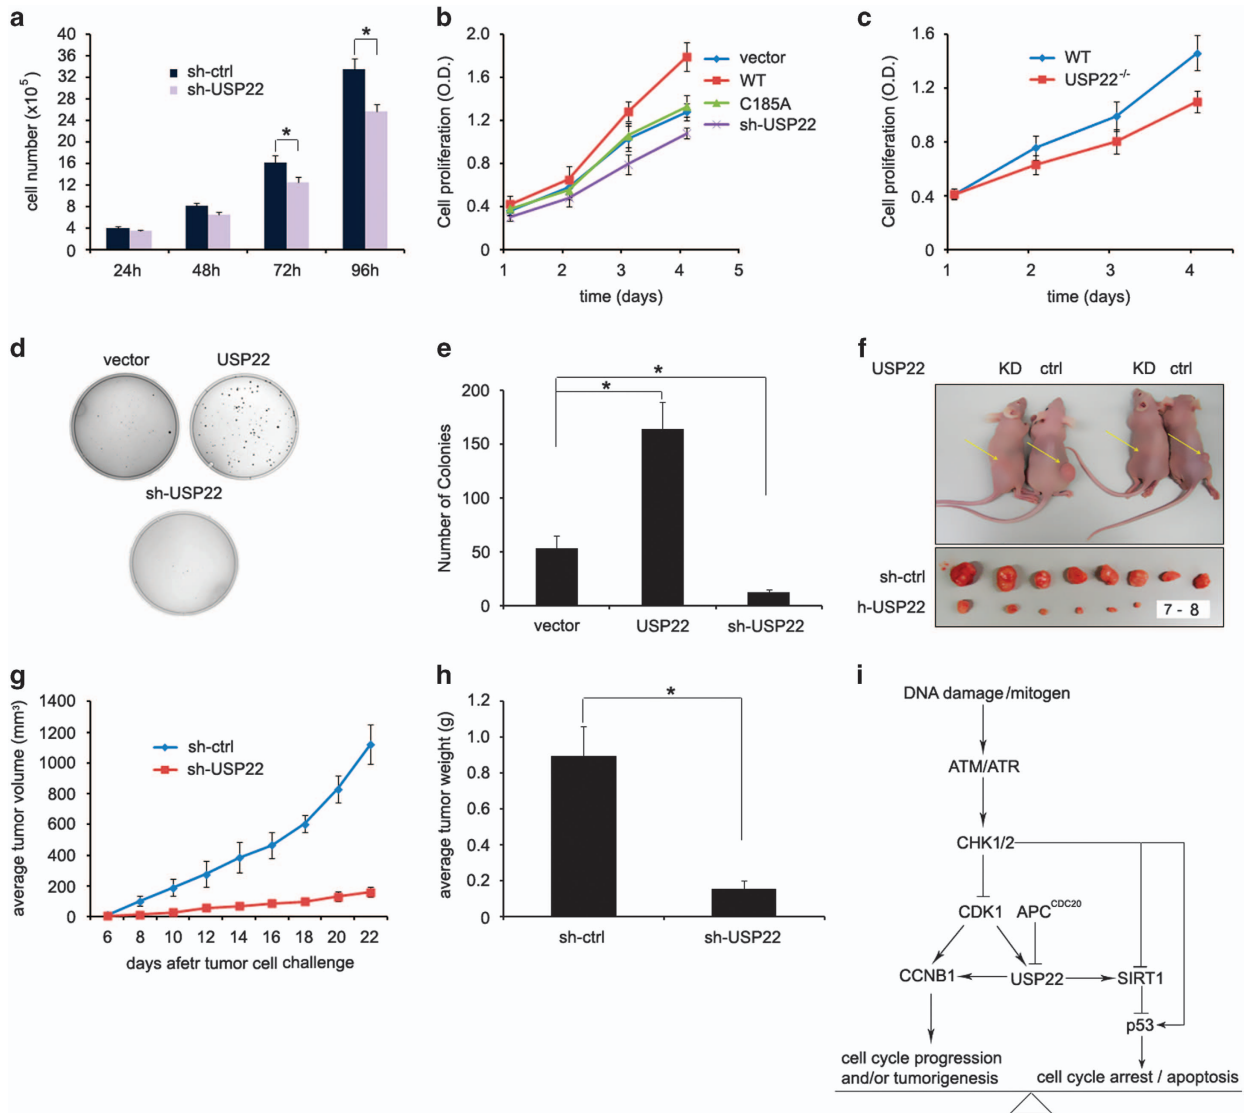 a
cell number (x10⁵)
40
36
32
28
24
20
16
12
8
4
0
sh-ctrl
sh-USP22
*
*
24h 48h 72h 96h
b
Cell proliferation (O.D.)
2.0
1.6
1.2
0.8
0.4
0
vector
WT
C185A
sh-USP22
1 2 3 4 5
time (days)
c
Cell proliferation (O.D.)
1.6
1.2
0.8
0.4
0
WT
USP22⁻/⁻
1 2 3 4
time (days)
d
vector USP22
sh-USP22
e
Number of Colonies
200
150
100
50
0
*
*
vector USP22 sh-USP22
f
USP22 KD ctrl KD ctrl
sh-ctrl
h-USP22
7 - 8
g
average tumor volume (mm³)
1400
1200
1000
800
600
400
200
0
sh-ctrl
sh-USP22
6 8 10 12 14 16 18 20 22
days afetr tumor cell challenge
h
average tumor weight (g)
1.2
1.0
0.8
0.6
0.4
0.2
0
*
sh-ctrl sh-USP22
i
DNA damage/mitogen
ATM/ATR
CHK1/2
CDK1 APC^CDC20
CCNB1 USP22 SIRT1
p53
cell cycle progression
and/or tumorigenesis
cell cycle arrest / apoptosis